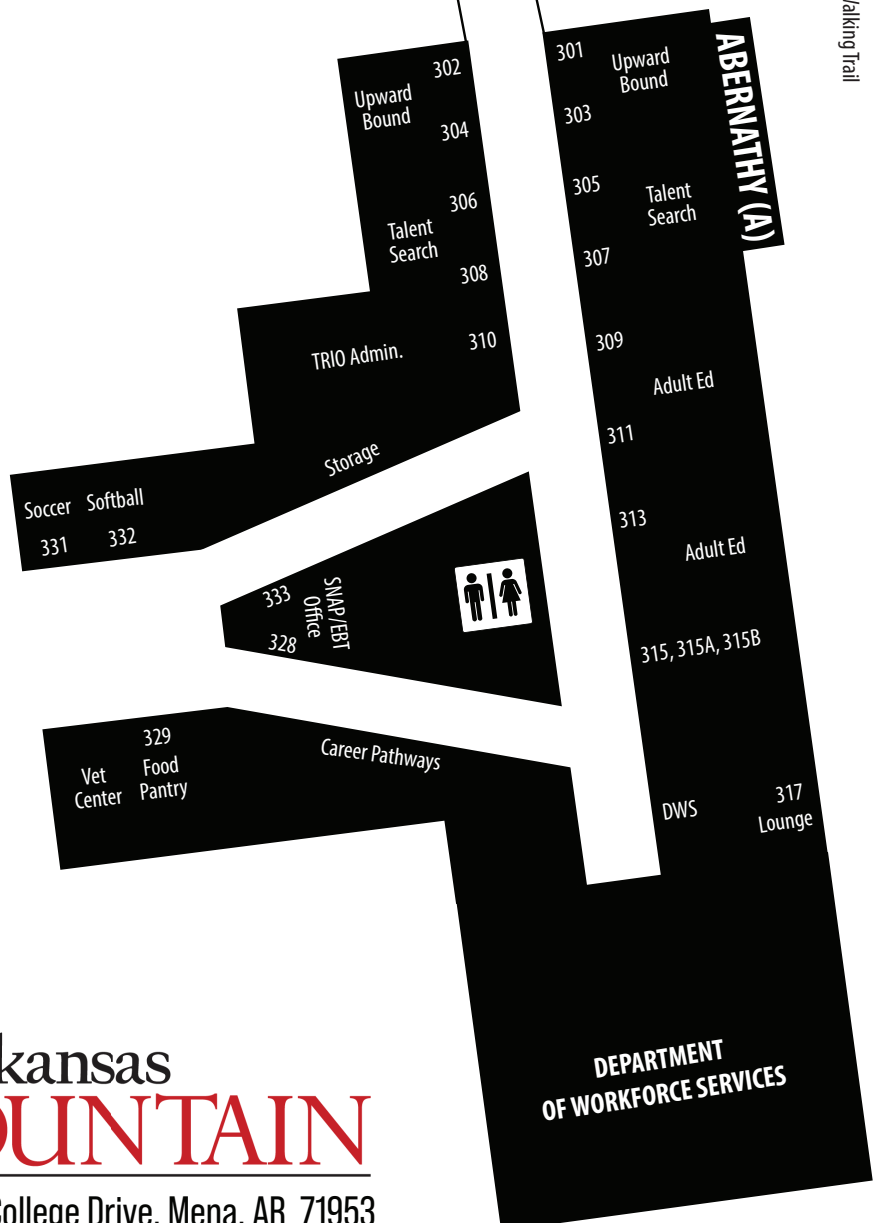 Walking Trail
ABERNATHY (A)
302
Upward
Bound
304
306
Talent
Search
308
TRIO Admin.
310
Storage
Soccer
331
Softball
332
301
Upward
Bound
303
305
Talent
Search
307
309
Adult Ed
311
313
Adult Ed
315, 315A, 315B
DWS
317
Lounge
333
SNAP/EBT
Office
328
329
Food
Pantry
Vet
Center
Career Pathways
DEPARTMENT
OF WORKFORCE SERVICES
kansas
OUNTAIN
College Drive, Mena, AR 71953